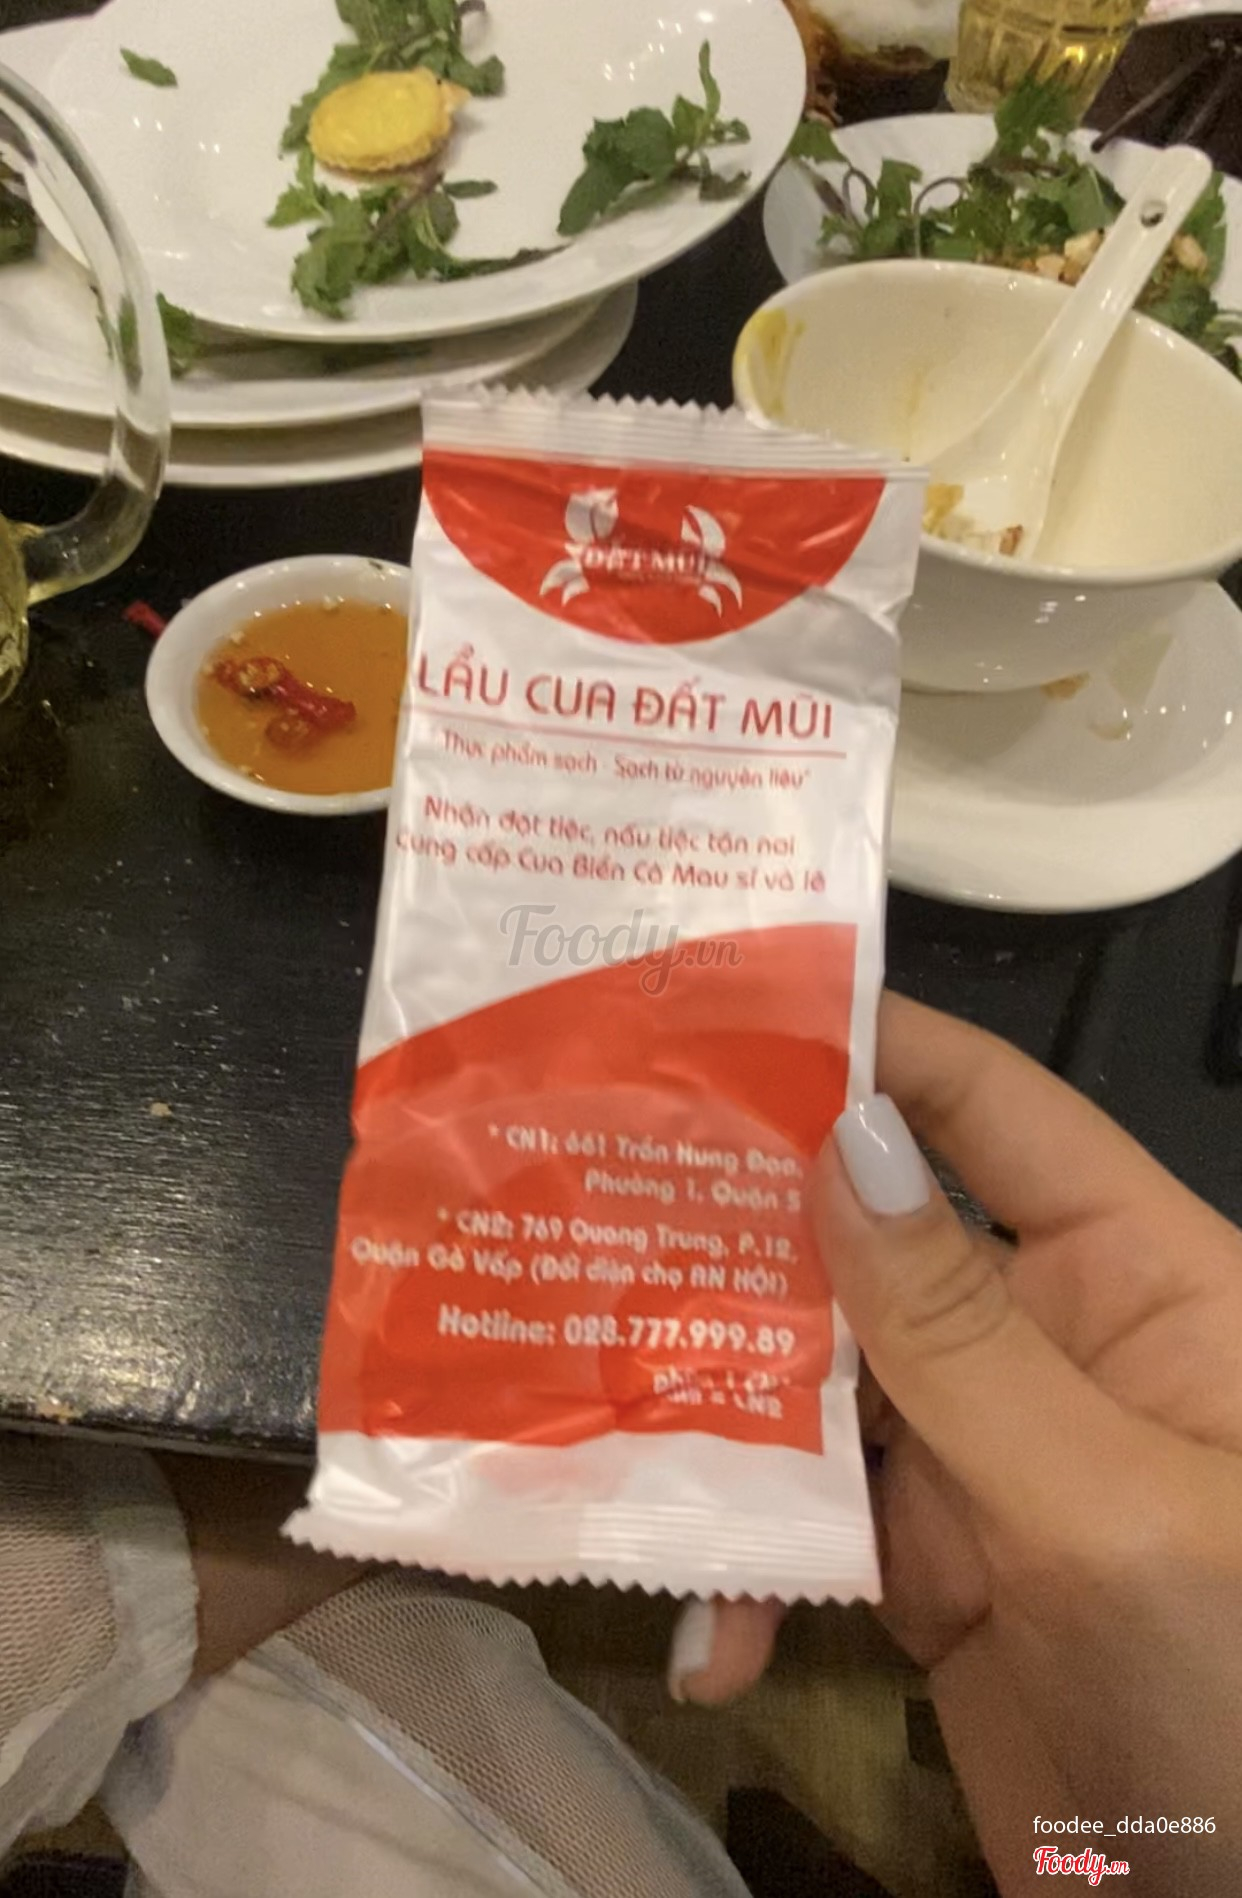 ĐẤT MŨI
LẨU CUA ĐẤT MŨI
Thực phẩm sạch - Sạch từ nguyên liệu"
Nhận đặt tiệc, nấu tiệc tận nơi
cung cấp Cua Biển Cà Mau sỉ và lẻ
Foody.vn
* CN1: 661 Trần Hưng Đạo,
Phường 1, Quận 5
* CN2: 769 Quang Trung, P.12,
Quận Gò Vấp (Đối diện chợ AN HỘI)
Hotline: 028.777.999.89
CN2
foodee_dda0e886
Foody.vn